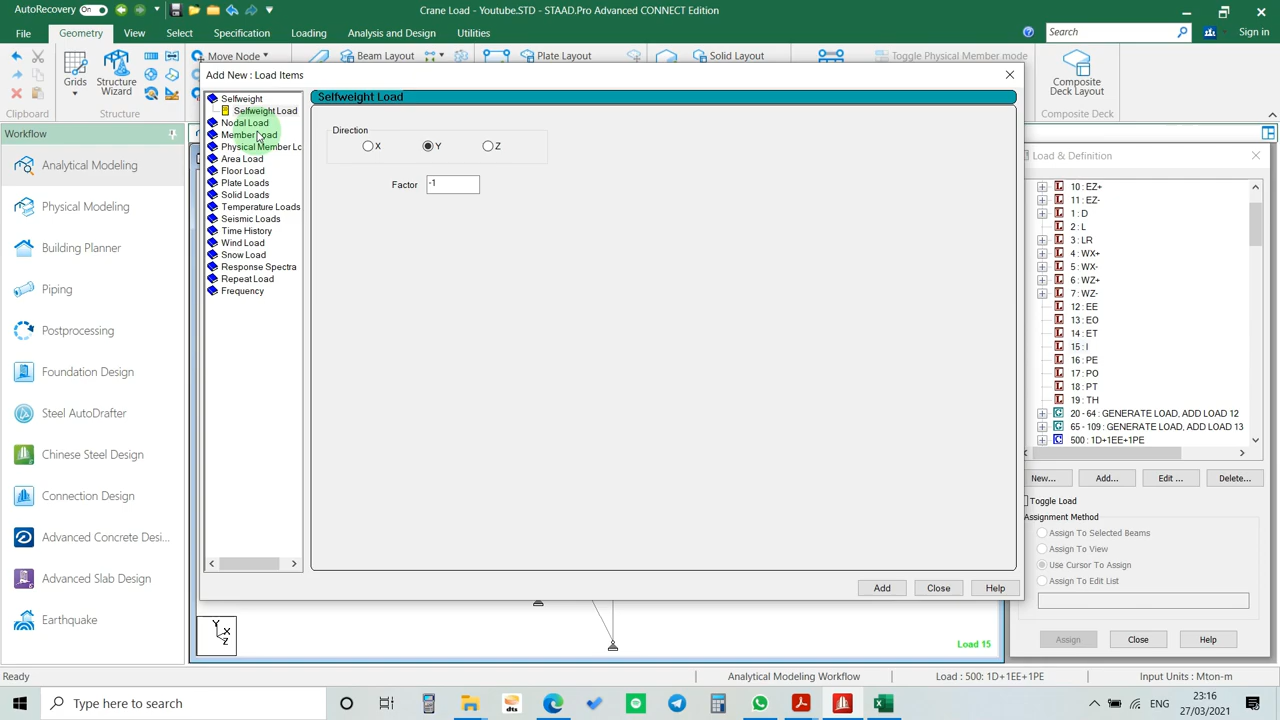 AutoRecovery On
Crane Load - Youtube.STD - STAAD.Pro Advanced CONNECT Edition
File
Geometry
View
Select
Specification
Loading
Analysis and Design
Utilities
Search
Sign in
Clipboard
Grids
Structure Wizard
Structure
Move Node
Beam Layout
Plate Layout
Solid Layout
Toggle Physical Member mode
Composite Deck Layout
Composite Deck
Workflow
Analytical Modeling
Physical Modeling
Building Planner
Piping
Postprocessing
Foundation Design
Steel AutoDrafter
Chinese Steel Design
Connection Design
Advanced Concrete Desi...
Advanced Slab Design
Earthquake
Add New : Load Items
Selfweight
Selfweight Load
Nodal Load
Member Load
Physical Member Lo
Area Load
Floor Load
Plate Loads
Solid Loads
Temperature Loads
Seismic Loads
Time History
Wind Load
Snow Load
Response Spectra
Repeat Load
Frequency
Selfweight Load
Direction
X
Y
Z
Factor
-1
Add
Close
Help
Y
X
Z
Load 15
Load & Definition
10 : EZ+
11 : EZ-
1 : D
2 : L
3 : LR
4 : WX+
5 : WX-
6 : WZ+
7 : WZ-
12 : EE
13 : EO
14 : ET
15 : I
16 : PE
17 : PO
18 : PT
19 : TH
20 - 64 : GENERATE LOAD, ADD LOAD 12
65 - 109 : GENERATE LOAD, ADD LOAD 13
500 : 1D+1EE+1PE
New...
Add...
Edit ...
Delete...
Toggle Load
Assignment Method
Assign To Selected Beams
Assign To View
Use Cursor To Assign
Assign To Edit List
Assign
Close
Help
Ready
Analytical Modeling Workflow
Load : 500: 1D+1EE+1PE
Input Units : Mton-m
Type here to search
dts
ENG
23:16
27/03/2021